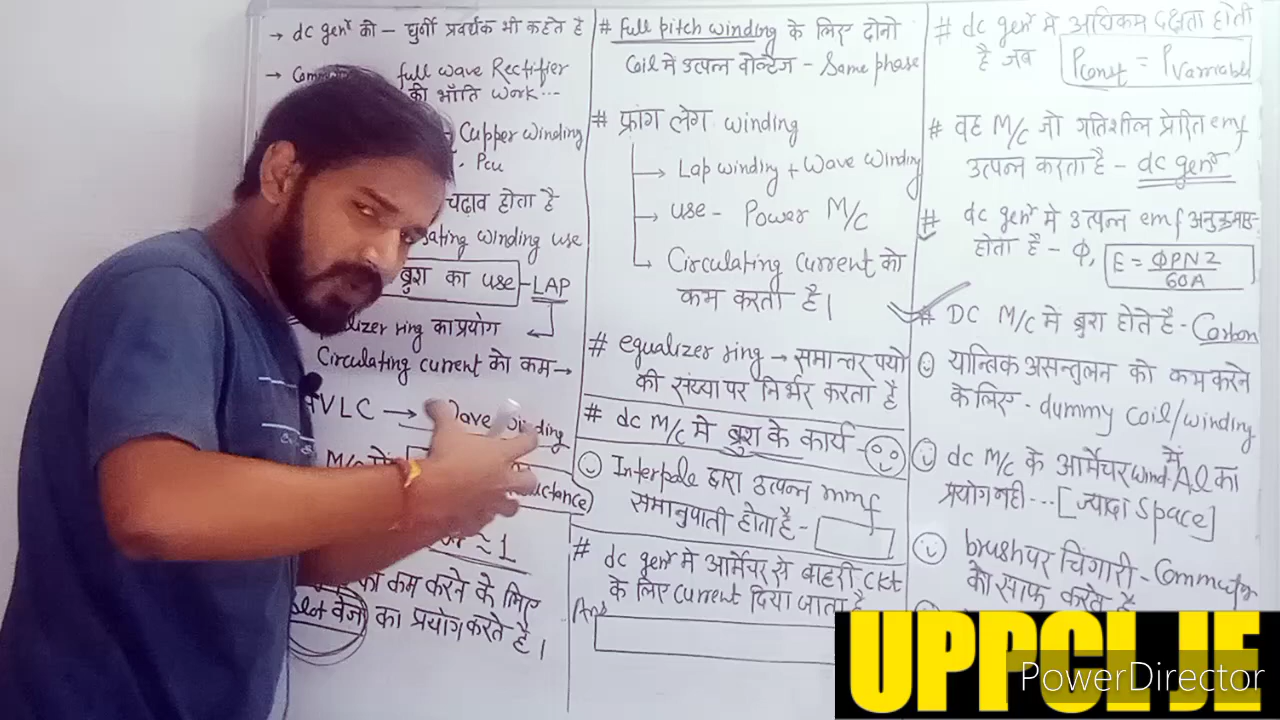 → dc genʳ को – घुर्णी प्रवर्धक भी कहते है
→ full wave Rectifier
की भाँति work...
Cupper winding
Pcu
चढ़ाव होता है
winding use
ब्रुश का use - LAP
ring का प्रयोग
Circulating current को कम →
HVLC → Wave winding
≃ 1
को कम करने के लिए
slot वेज का प्रयोग करते है।
# full pitch winding के लिए दोनो
Coil मे उत्पन्न वोल्टेज - Same phase
# फ्रांग लेग winding
→ Lap winding + Wave winding
→ use - Power M/C
→ Circulating current को
कम करता है।
# equalizer ring → समान्तर पथो
की संख्या पर निर्भर करता है
# dc M/C मे ब्रुश के कार्य -
Interpole द्वारा उत्पन्न mmf
समानुपाती होता है -
# dc genʳ मे आर्मेचर से बाहरी ckt
के लिए current दिया जाता है
Ans
# dc genʳ मे अधिकम दक्षता होती
है जब Pconst = Pvariable
# वह M/C जो गतिशील प्रेरित emf
उत्पन्न करता है - dc genʳ
# dc genʳ मे उत्पन्न emf
होता है - ϕ, E = ϕPNZ / 60A
# DC M/C मे ब्रुश होते है - Carbon
यान्त्रिक असन्तुलन को कम करने
के लिए - dummy coil/winding
dc M/C के आर्मेचर wind. में Al का
प्रयोग नही ... [ज्यादा space]
brush पर चिंगारी - Commutator
को साफ करते है
UPPCL JE
PowerDirector